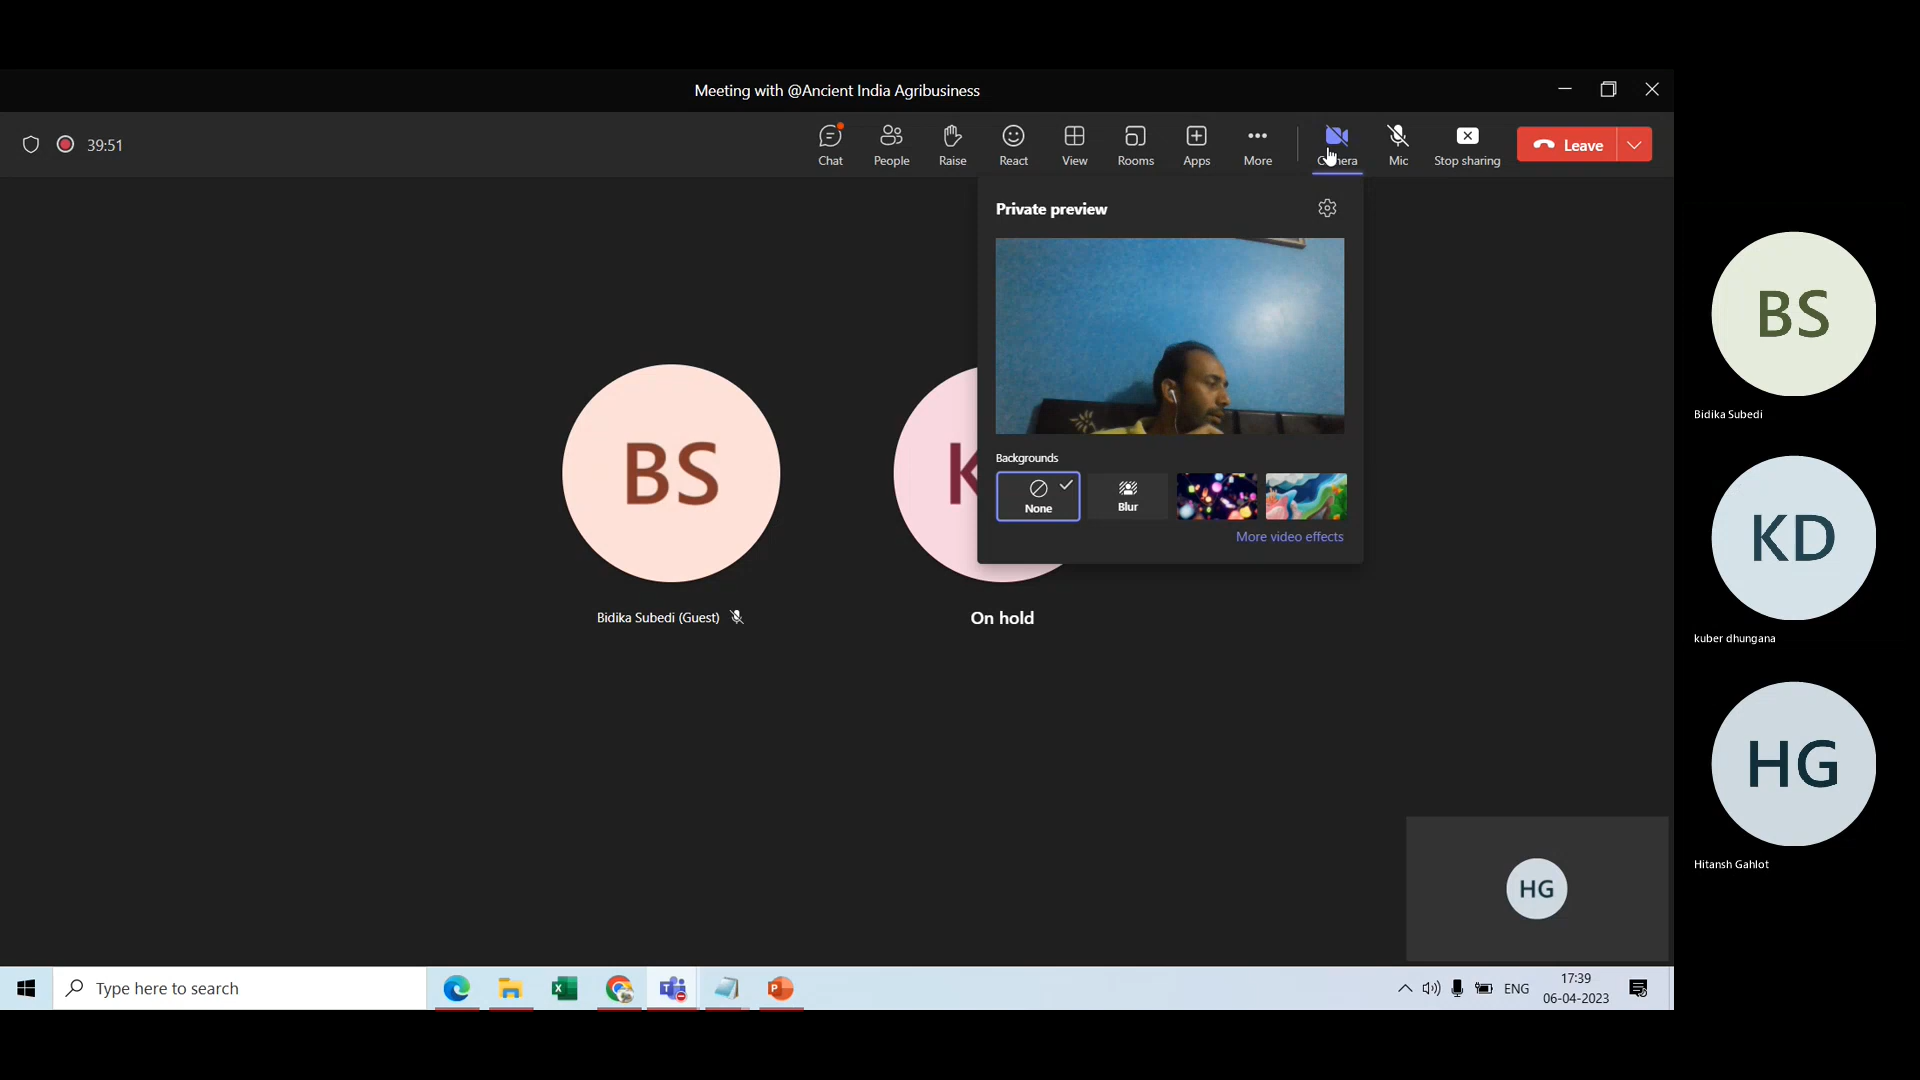 Meeting with @Ancient India Agribusiness
39:51
Chat
People
Raise
React
View
Rooms
Apps
More
Mic
Stop sharing
Leave
Private preview
Backgrounds
None
Blur
More video effects
BS
K
Bidika Subedi (Guest)
On hold
HG
BS
Bidika Subedi
KD
kuber dhungana
HG
Hitansh Gahlot
Type here to search
ENG
17:39
06-04-2023